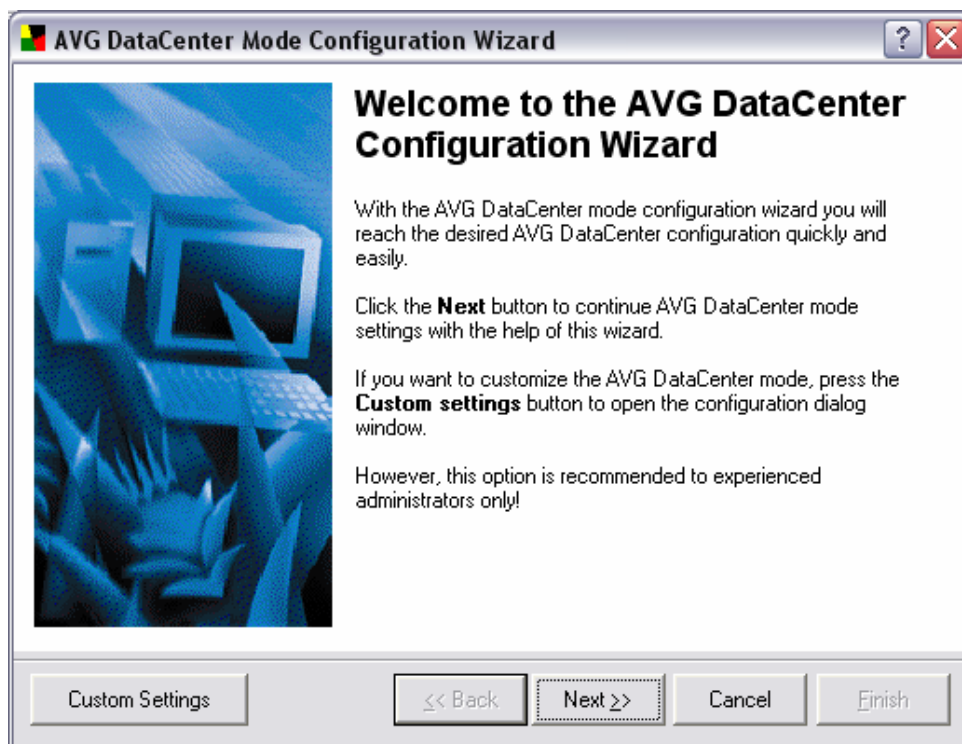 AVG DataCenter Mode Configuration Wizard
Welcome to the AVG DataCenter
Configuration Wizard
With the AVG DataCenter mode configuration wizard you will
reach the desired AVG DataCenter configuration quickly and
easily.
Click the Next button to continue AVG DataCenter mode
settings with the help of this wizard.
If you want to customize the AVG DataCenter mode, press the
Custom settings button to open the configuration dialog
window.
However, this option is recommended to experienced
administrators only!
Custom Settings
<< Back
Next >>
Cancel
Finish